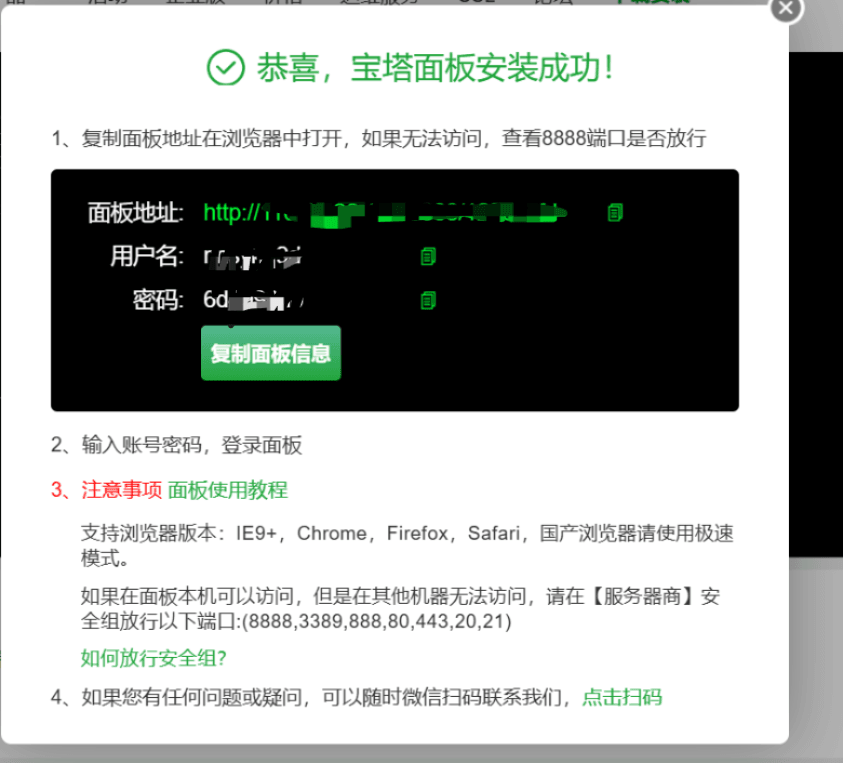 下载安装
恭喜，宝塔面板安装成功！
1、复制面板地址在浏览器中打开，如果无法访问，查看8888端口是否放行
面板地址: http://
用户名:
密码: 6d
复制面板信息
2、输入账号密码，登录面板
3、注意事项 面板使用教程
支持浏览器版本：IE9+，Chrome，Firefox，Safari，国产浏览器请使用极速
模式。
如果在面板本机可以访问，但是在其他机器无法访问，请在【服务器商】安
全组放行以下端口:(8888,3389,888,80,443,20,21)
如何放行安全组?
4、如果您有任何问题或疑问，可以随时微信扫码联系我们，点击扫码